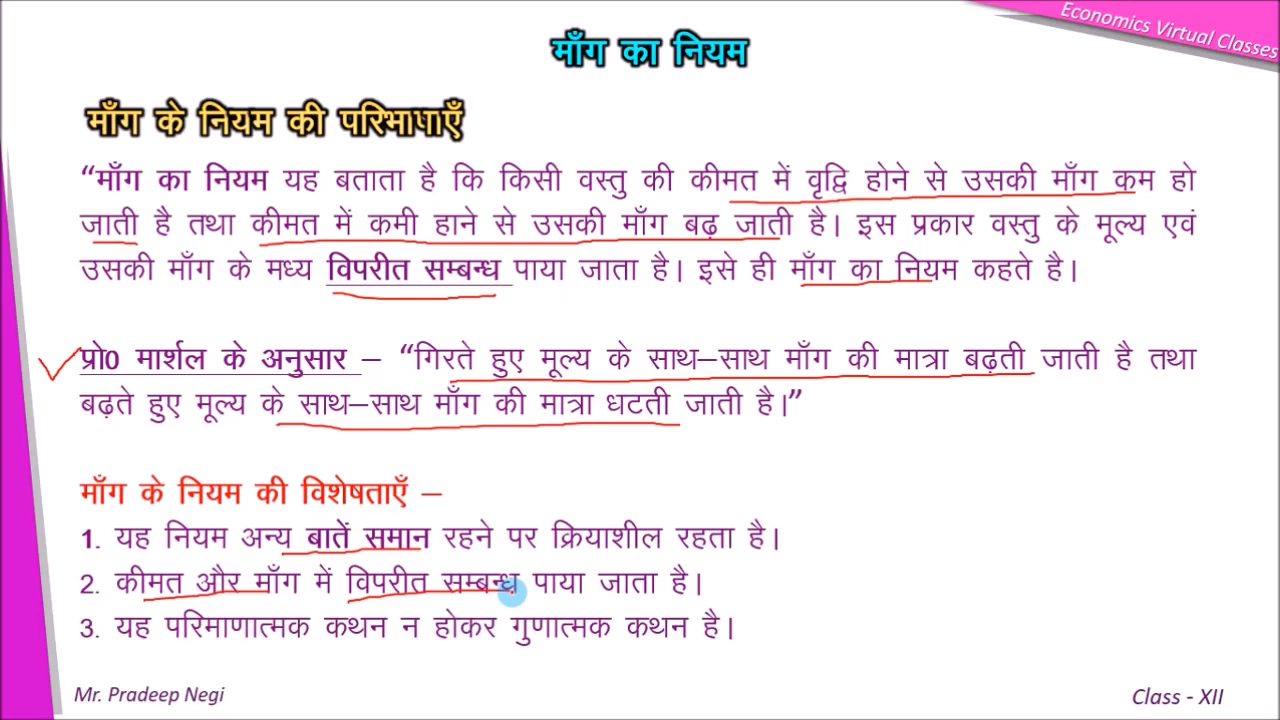 Economics Virtual Classes
माँग का नियम
माँग के नियम की परिभाषाएँ
“माँग का नियम यह बताता है कि किसी वस्तु की कीमत में वृद्वि होने से उसकी माँग कम हो
जाती है तथा कीमत में कमी हाने से उसकी माँग बढ़ जाती है। इस प्रकार वस्तु के मूल्य एवं
उसकी माँग के मध्य विपरीत सम्बन्ध पाया जाता है। इसे ही माँग का नियम कहते है।
प्रो0 मार्शल के अनुसार – “गिरते हुए मूल्य के साथ–साथ माँग की मात्रा बढ़ती जाती है तथा
बढ़ते हुए मूल्य के साथ–साथ माँग की मात्रा धटती जाती है।”
माँग के नियम की विशेषताएँ –
1. यह नियम अन्य बातें समान रहने पर क्रियाशील रहता है।
2. कीमत और माँग में विपरीत सम्बन्ध पाया जाता है।
3. यह परिमाणात्मक कथन न होकर गुणात्मक कथन है।
Mr. Pradeep Negi
Class - XII